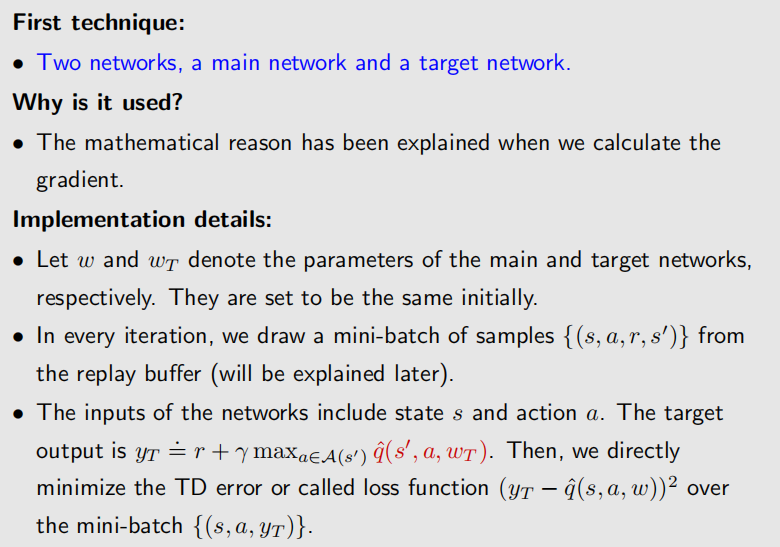 First technique:
• Two networks, a main network and a target network.
Why is it used?
• The mathematical reason has been explained when we calculate the
gradient.
Implementation details:
• Let w and w_T denote the parameters of the main and target networks,
respectively. They are set to be the same initially.
• In every iteration, we draw a mini-batch of samples {(s, a, r, s′)} from
the replay buffer (will be explained later).
• The inputs of the networks include state s and action a. The target
output is y_T ≐ r + γ max_{a∈𝒜(s′)} q̂(s′, a, w_T). Then, we directly
minimize the TD error or called loss function (y_T − q̂(s, a, w))² over
the mini-batch {(s, a, y_T)}.